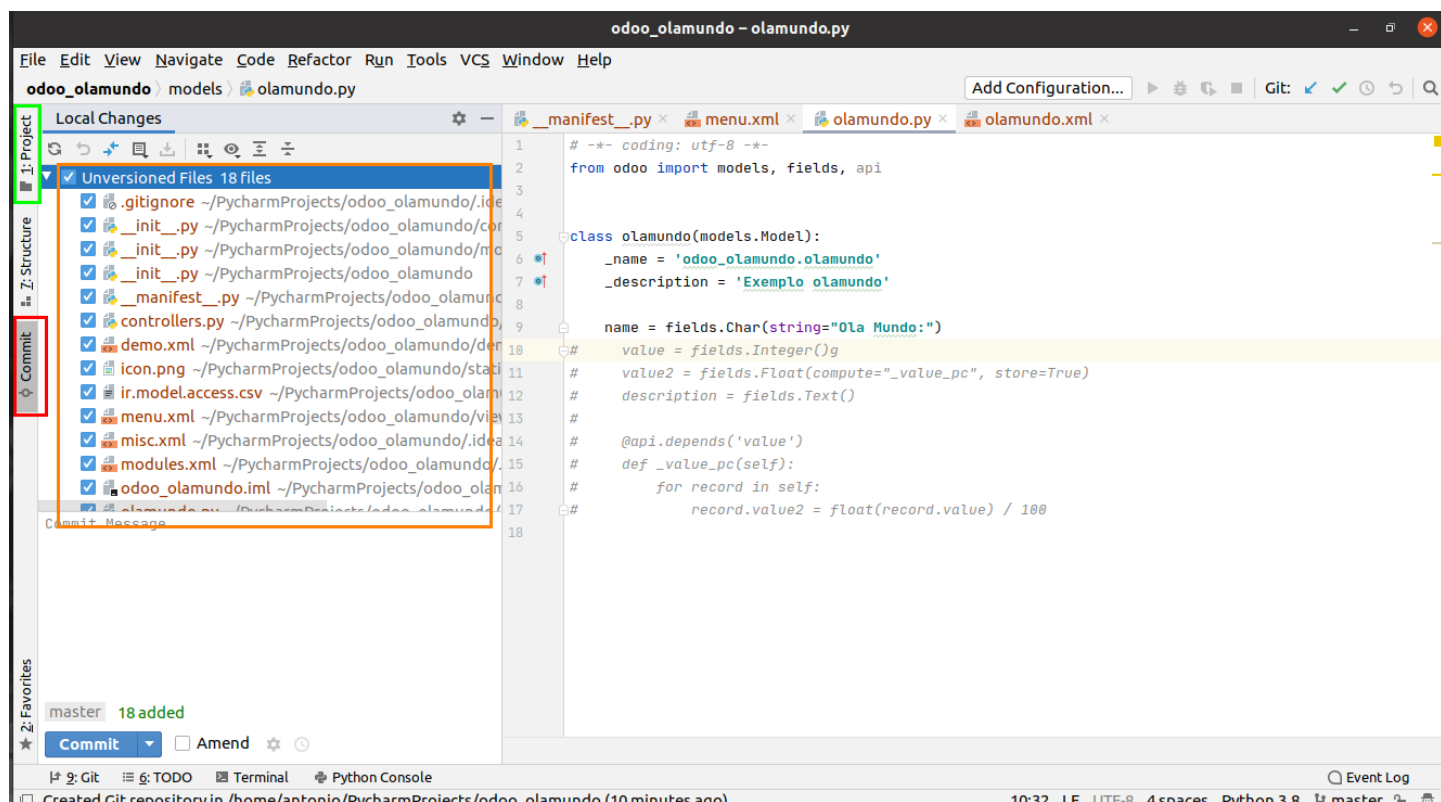 odoo_olamundo – olamundo.py
File Edit View Navigate Code Refactor Run Tools VCS Window Help
odoo_olamundo models olamundo.py Add Configuration... Git:
1: Project
Z: Structure
Commit
2: Favorites
Local Changes
Unversioned Files 18 files
.gitignore ~/PycharmProjects/odoo_olamundo/.ide
__init__.py ~/PycharmProjects/odoo_olamundo/cor
__init__.py ~/PycharmProjects/odoo_olamundo/mo
__init__.py ~/PycharmProjects/odoo_olamundo
__manifest__.py ~/PycharmProjects/odoo_olamund
controllers.py ~/PycharmProjects/odoo_olamundo/
demo.xml ~/PycharmProjects/odoo_olamundo/der
icon.png ~/PycharmProjects/odoo_olamundo/stati
ir.model.access.csv ~/PycharmProjects/odoo_olam
menu.xml ~/PycharmProjects/odoo_olamundo/vie
misc.xml ~/PycharmProjects/odoo_olamundo/.idea
modules.xml ~/PycharmProjects/odoo_olamundo/.
odoo_olamundo.iml ~/PycharmProjects/odoo_olam
olamundo.py ~/PycharmProjects/odoo_olamundo/
Commit Message
master 18 added
Commit Amend
__manifest__.py menu.xml olamundo.py olamundo.xml
1 # -*- coding: utf-8 -*-
2 from odoo import models, fields, api
3
4
5 class olamundo(models.Model):
6 _name = 'odoo_olamundo.olamundo'
7 _description = 'Exemplo olamundo'
8
9 name = fields.Char(string="Ola Mundo:")
10 # value = fields.Integer()g
11 # value2 = fields.Float(compute="_value_pc", store=True)
12 # description = fields.Text()
13 #
14 # @api.depends('value')
15 # def _value_pc(self):
16 # for record in self:
17 # record.value2 = float(record.value) / 100
18
9: Git 6: TODO Terminal Python Console Event Log
Created Git repository in /home/antonio/PycharmProjects/odoo_olamundo (10 minutes ago) 10:32 LF UTF-8 4 spaces Python 3.8 master